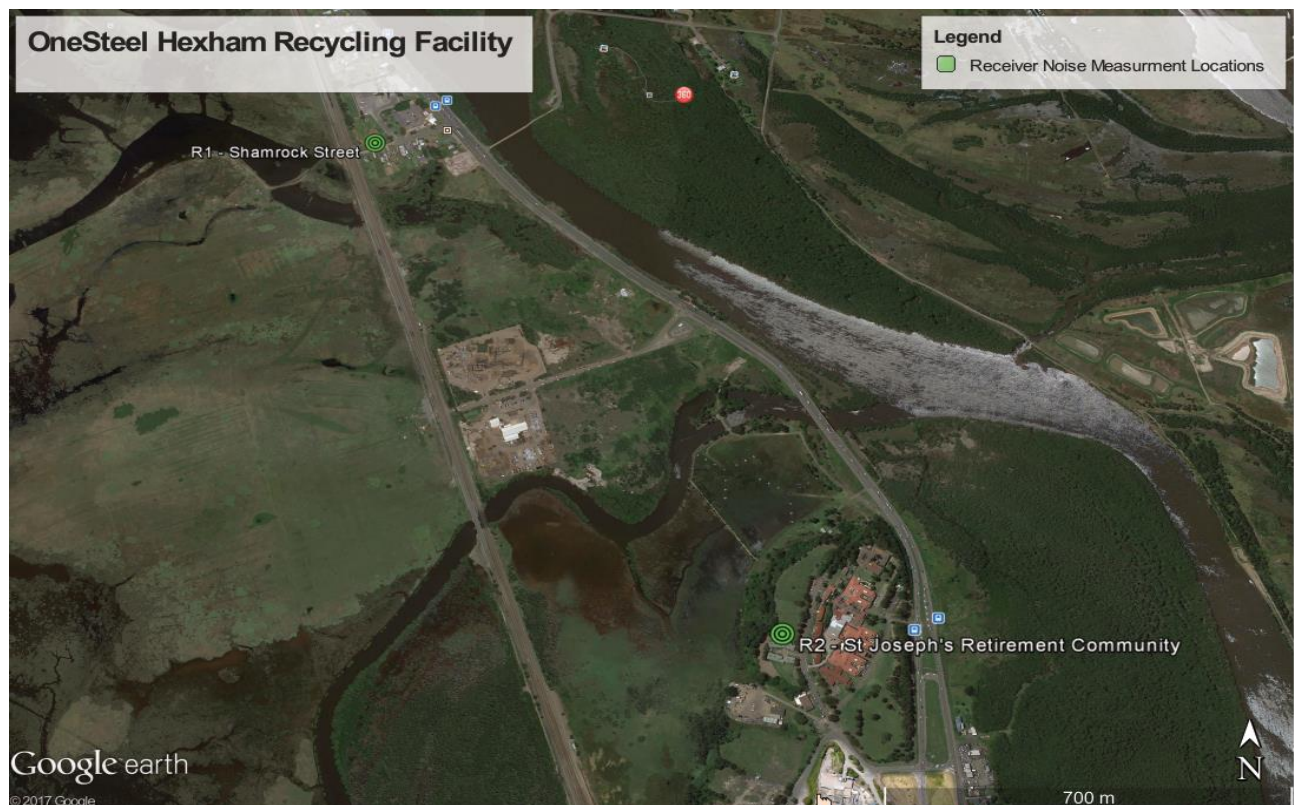 OneSteel Hexham Recycling Facility
Legend
Receiver Noise Measurment Locations
360
R1 - Shamrock Street
R2 - St Joseph's Retirement Community
Google earth
N
© 2017 Google
700 m